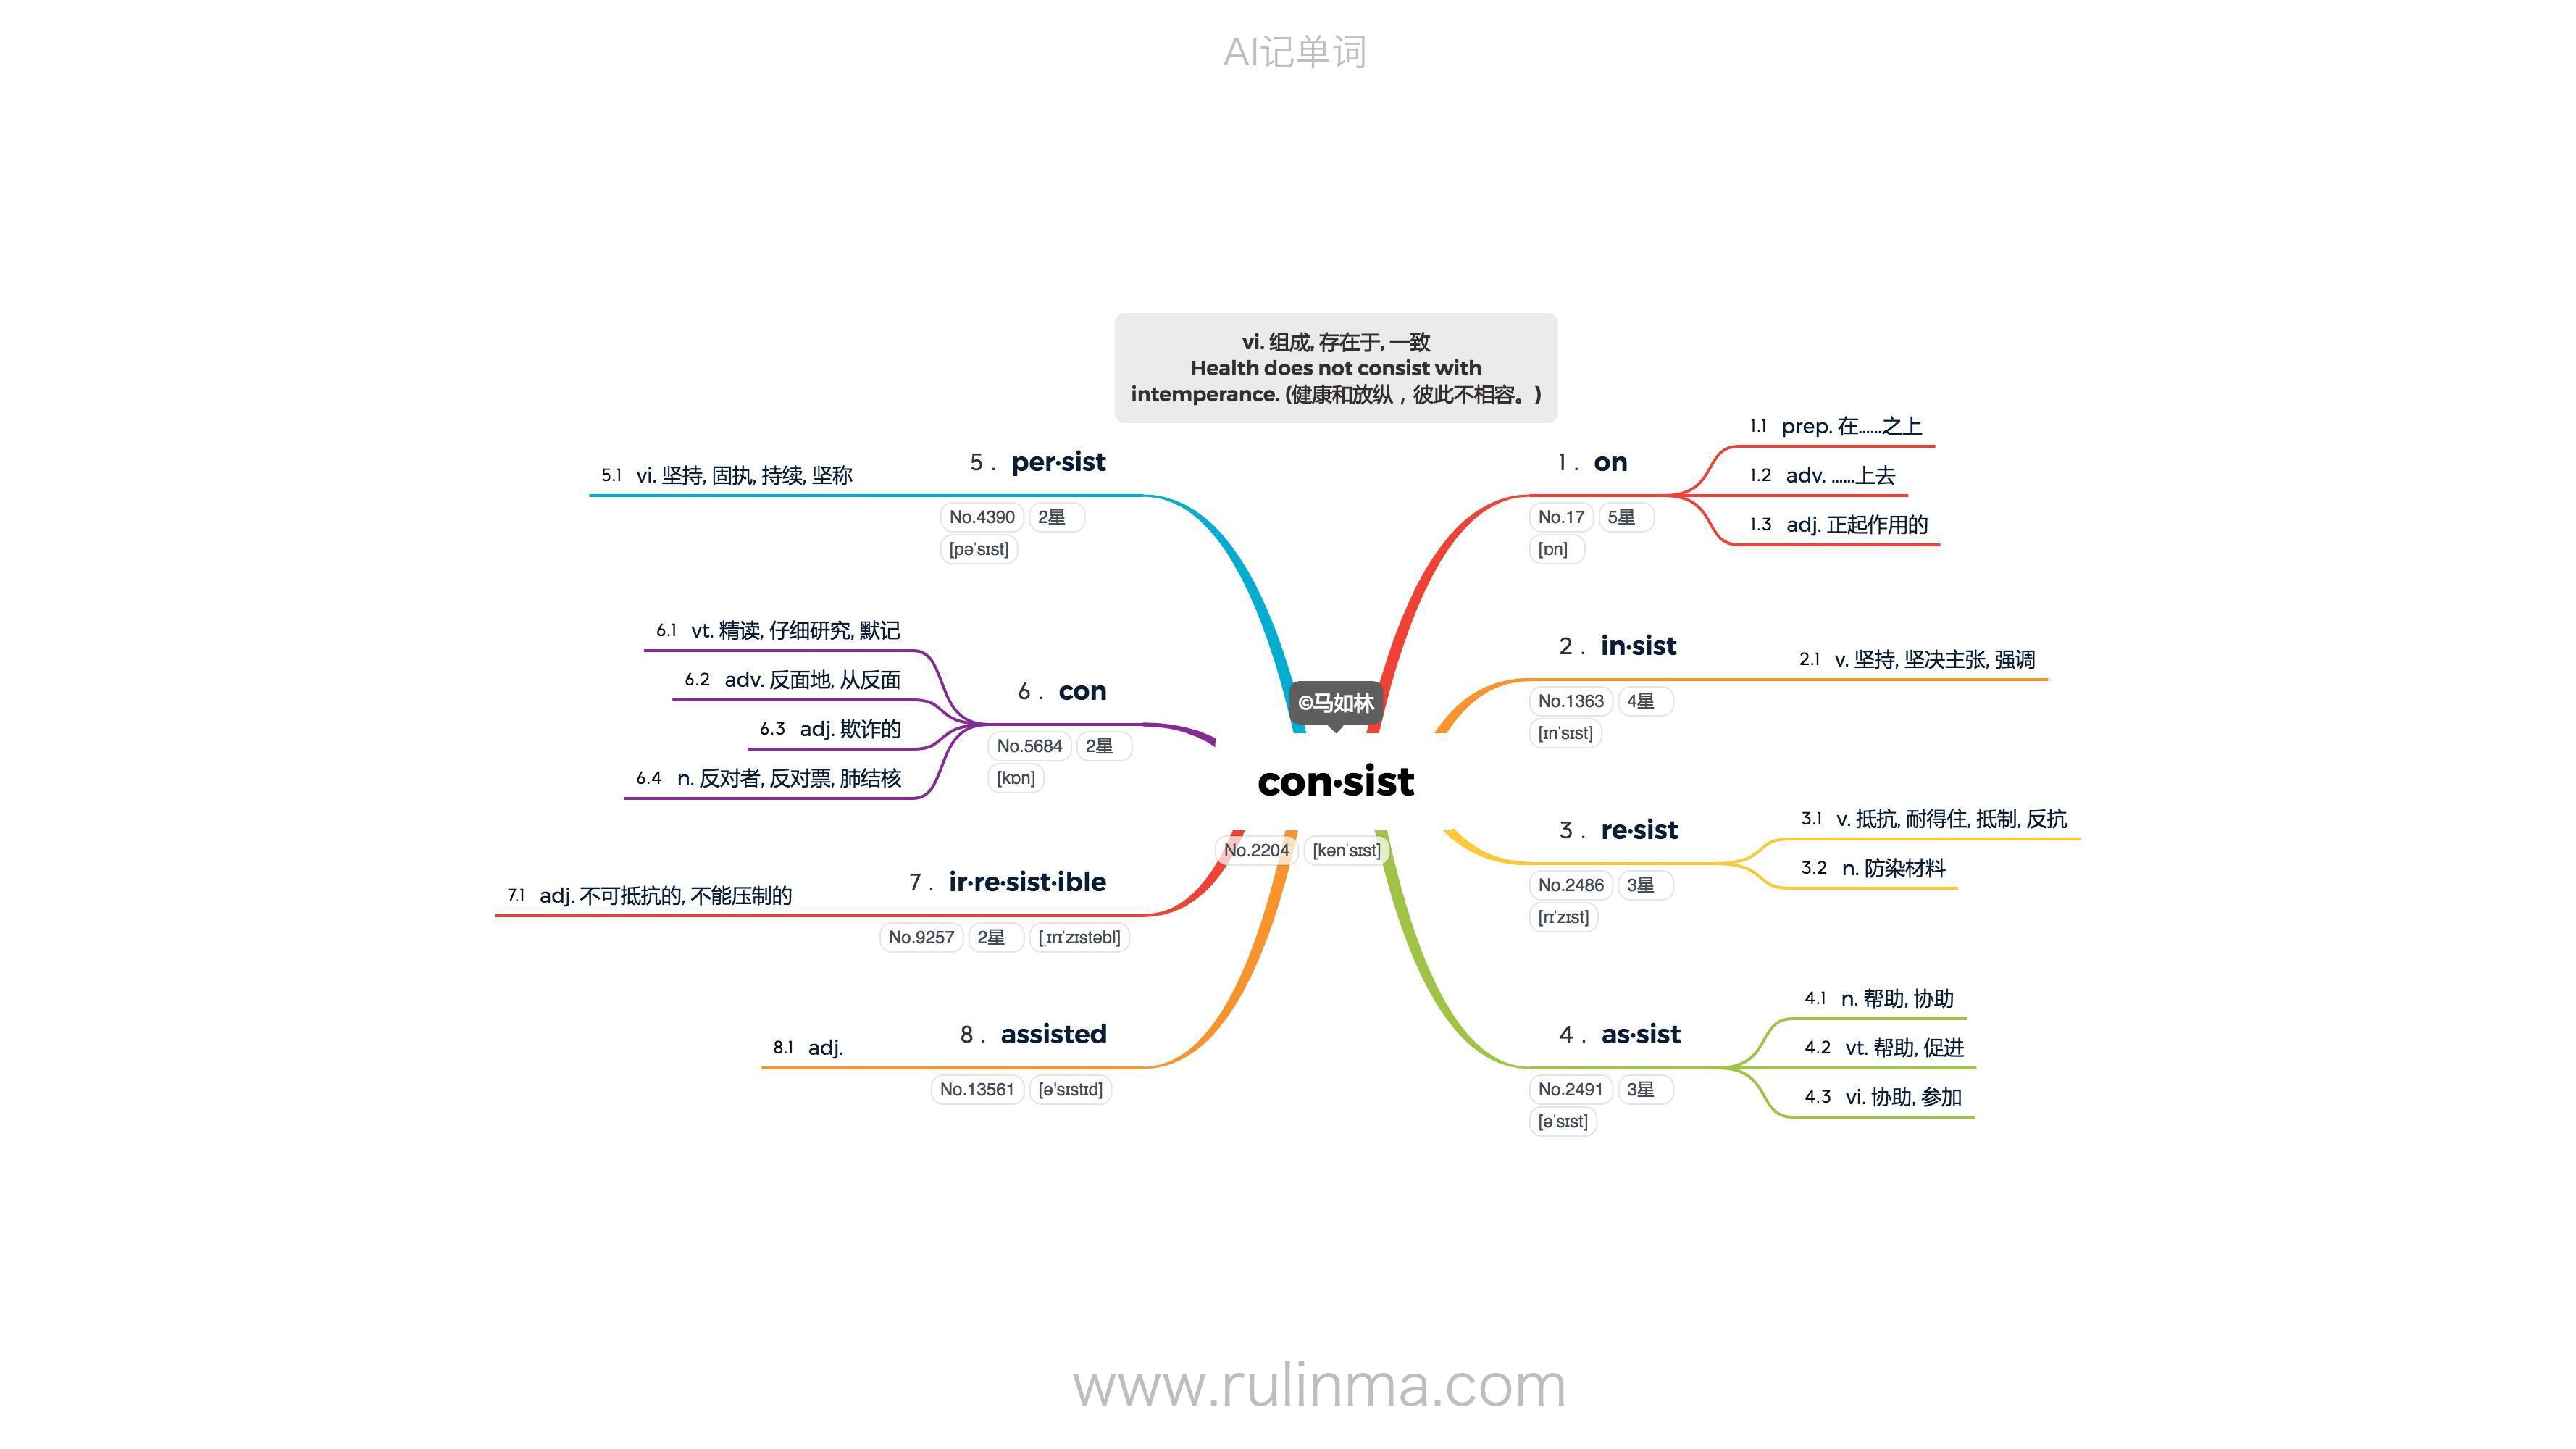 AI记单词
vi. 组成, 存在于, 一致
Health does not consist with
intemperance. (健康和放纵，彼此不相容。)
©马如林
con·sist
No.2204 [kənˈsɪst]
1 . on
No.17 5星
[ɒn]
1.1 prep. 在……之上
1.2 adv. ……上去
1.3 adj. 正起作用的
2 . in·sist
No.1363 4星
[ɪnˈsɪst]
2.1 v. 坚持, 坚决主张, 强调
3 . re·sist
No.2486 3星
[rɪˈzɪst]
3.1 v. 抵抗, 耐得住, 抵制, 反抗
3.2 n. 防染材料
4 . as·sist
No.2491 3星
[əˈsɪst]
4.1 n. 帮助, 协助
4.2 vt. 帮助, 促进
4.3 vi. 协助, 参加
5 . per·sist
No.4390 2星
[pəˈsɪst]
5.1 vi. 坚持, 固执, 持续, 坚称
6 . con
No.5684 2星
[kɒn]
6.1 vt. 精读, 仔细研究, 默记
6.2 adv. 反面地, 从反面
6.3 adj. 欺诈的
6.4 n. 反对者, 反对票, 肺结核
7 . ir·re·sist·ible
No.9257 2星 [ˌɪrɪˈzɪstəbl]
7.1 adj. 不可抵抗的, 不能压制的
8 . assisted
No.13561 [ə'sɪstɪd]
8.1 adj.
www.rulinma.com